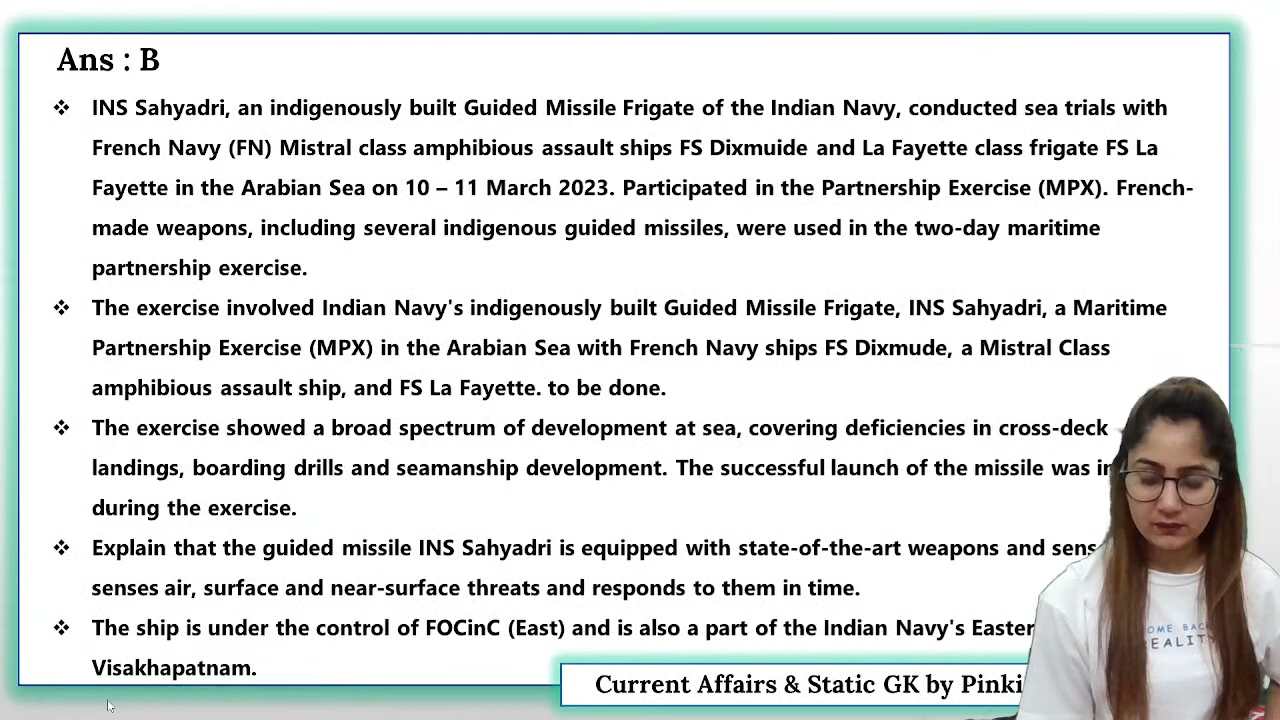 Ans : B
❖ INS Sahyadri, an indigenously built Guided Missile Frigate of the Indian Navy, conducted sea trials with
French Navy (FN) Mistral class amphibious assault ships FS Dixmuide and La Fayette class frigate FS La
Fayette in the Arabian Sea on 10 – 11 March 2023. Participated in the Partnership Exercise (MPX). French-
made weapons, including several indigenous guided missiles, were used in the two-day maritime
partnership exercise.
❖ The exercise involved Indian Navy's indigenously built Guided Missile Frigate, INS Sahyadri, a Maritime
Partnership Exercise (MPX) in the Arabian Sea with French Navy ships FS Dixmude, a Mistral Class
amphibious assault ship, and FS La Fayette. to be done.
❖ The exercise showed a broad spectrum of development at sea, covering deficiencies in cross-deck
landings, boarding drills and seamanship development. The successful launch of the missile was
during the exercise.
❖ Explain that the guided missile INS Sahyadri is equipped with state-of-the-art weapons and
senses air, surface and near-surface threats and responds to them in time.
❖ The ship is under the control of FOCinC (East) and is also a part of the Indian Navy's
Visakhapatnam.
Current Affairs & Static GK by Pinki
REALITY